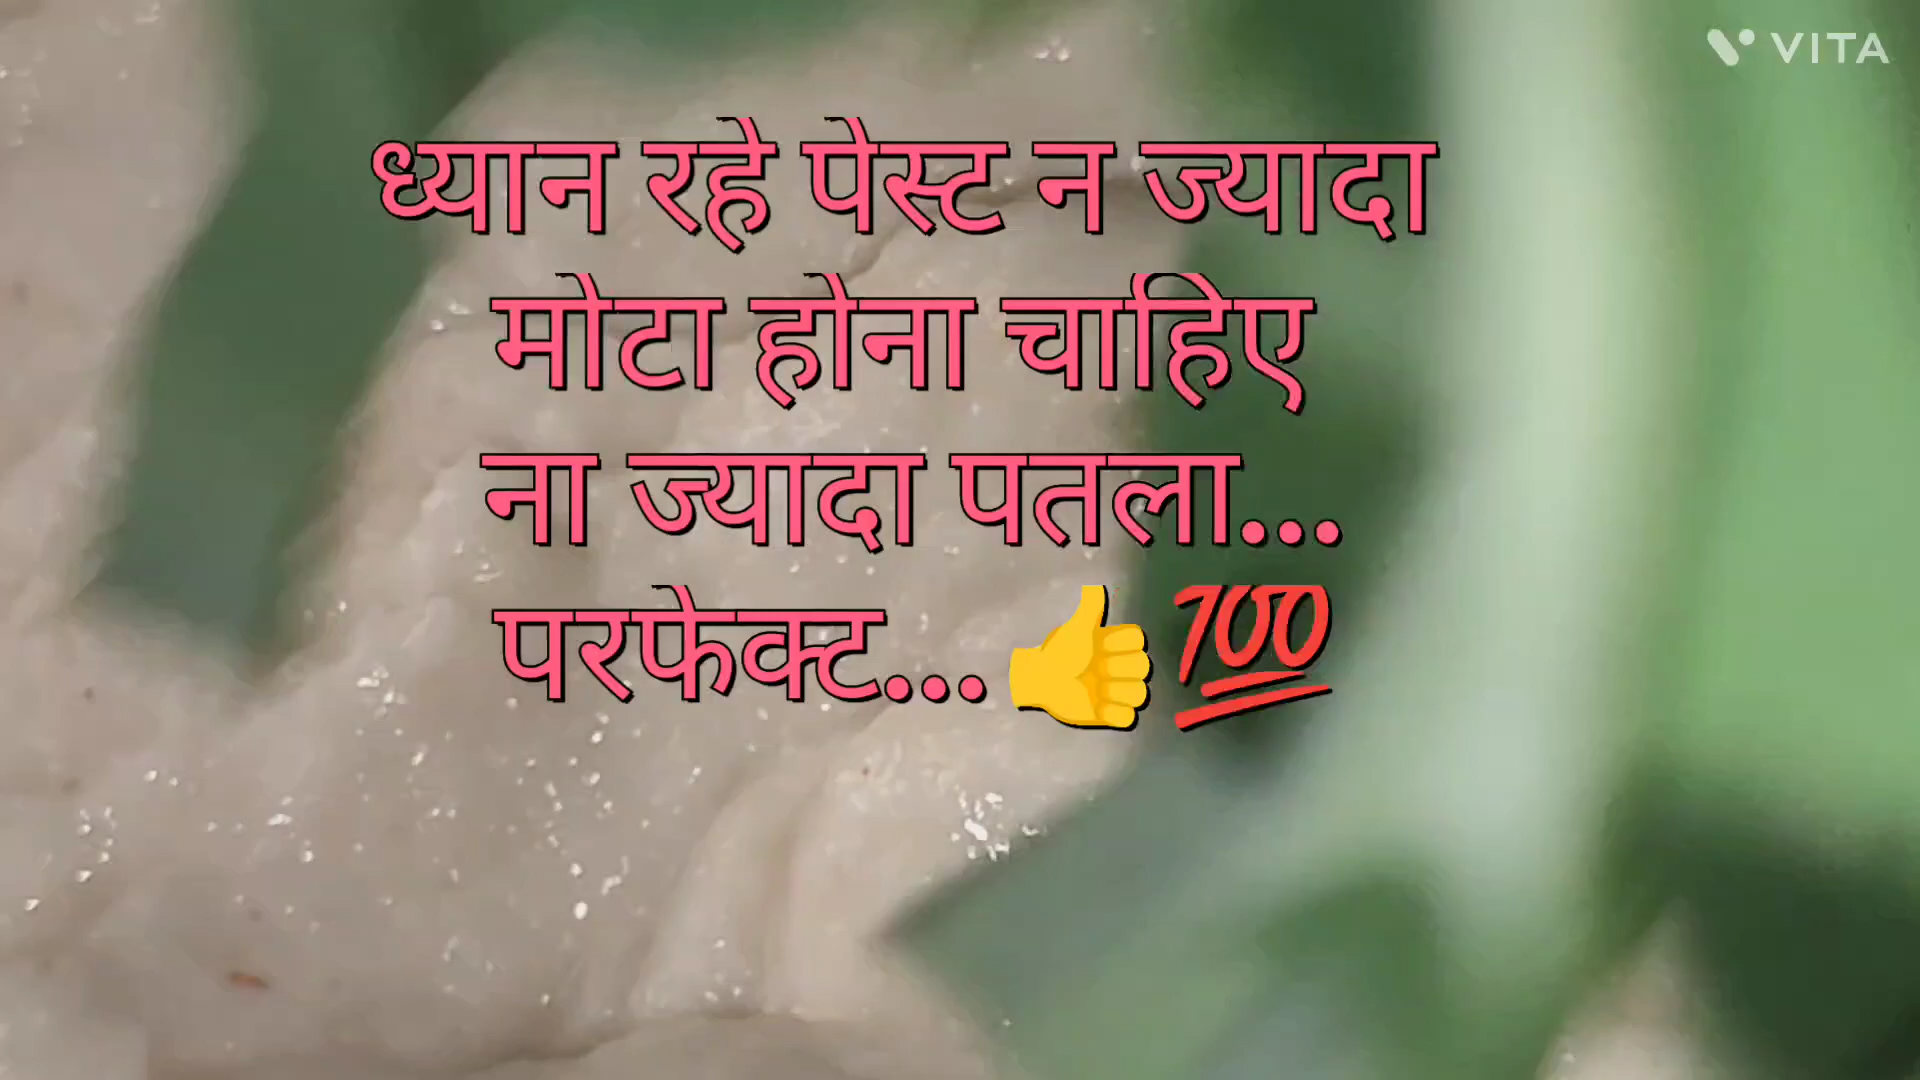 VITA
ध्यान रहे पेस्ट न ज्यादा
मोटा होना चाहिए
ना ज्यादा पतला...
परफेक्ट...👍💯